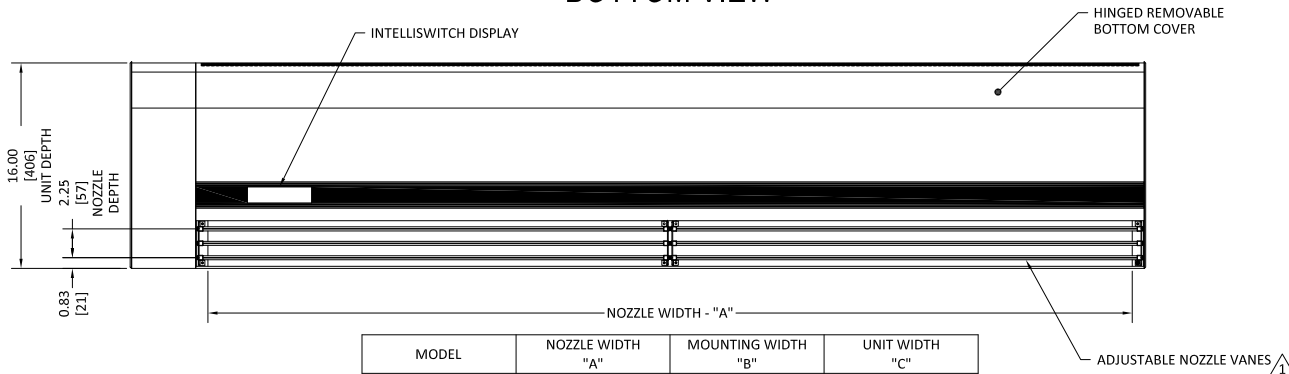 BOTTOM VIEW
INTELLISWITCH DISPLAY
HINGED REMOVABLE
BOTTOM COVER
16.00
[406]
UNIT DEPTH
2.25
[57]
NOZZLE
DEPTH
0.83
[21]
NOZZLE WIDTH - "A"
ADJUSTABLE NOZZLE VANES
1
MODEL
NOZZLE WIDTH
"A"
MOUNTING WIDTH
"B"
UNIT WIDTH
"C"